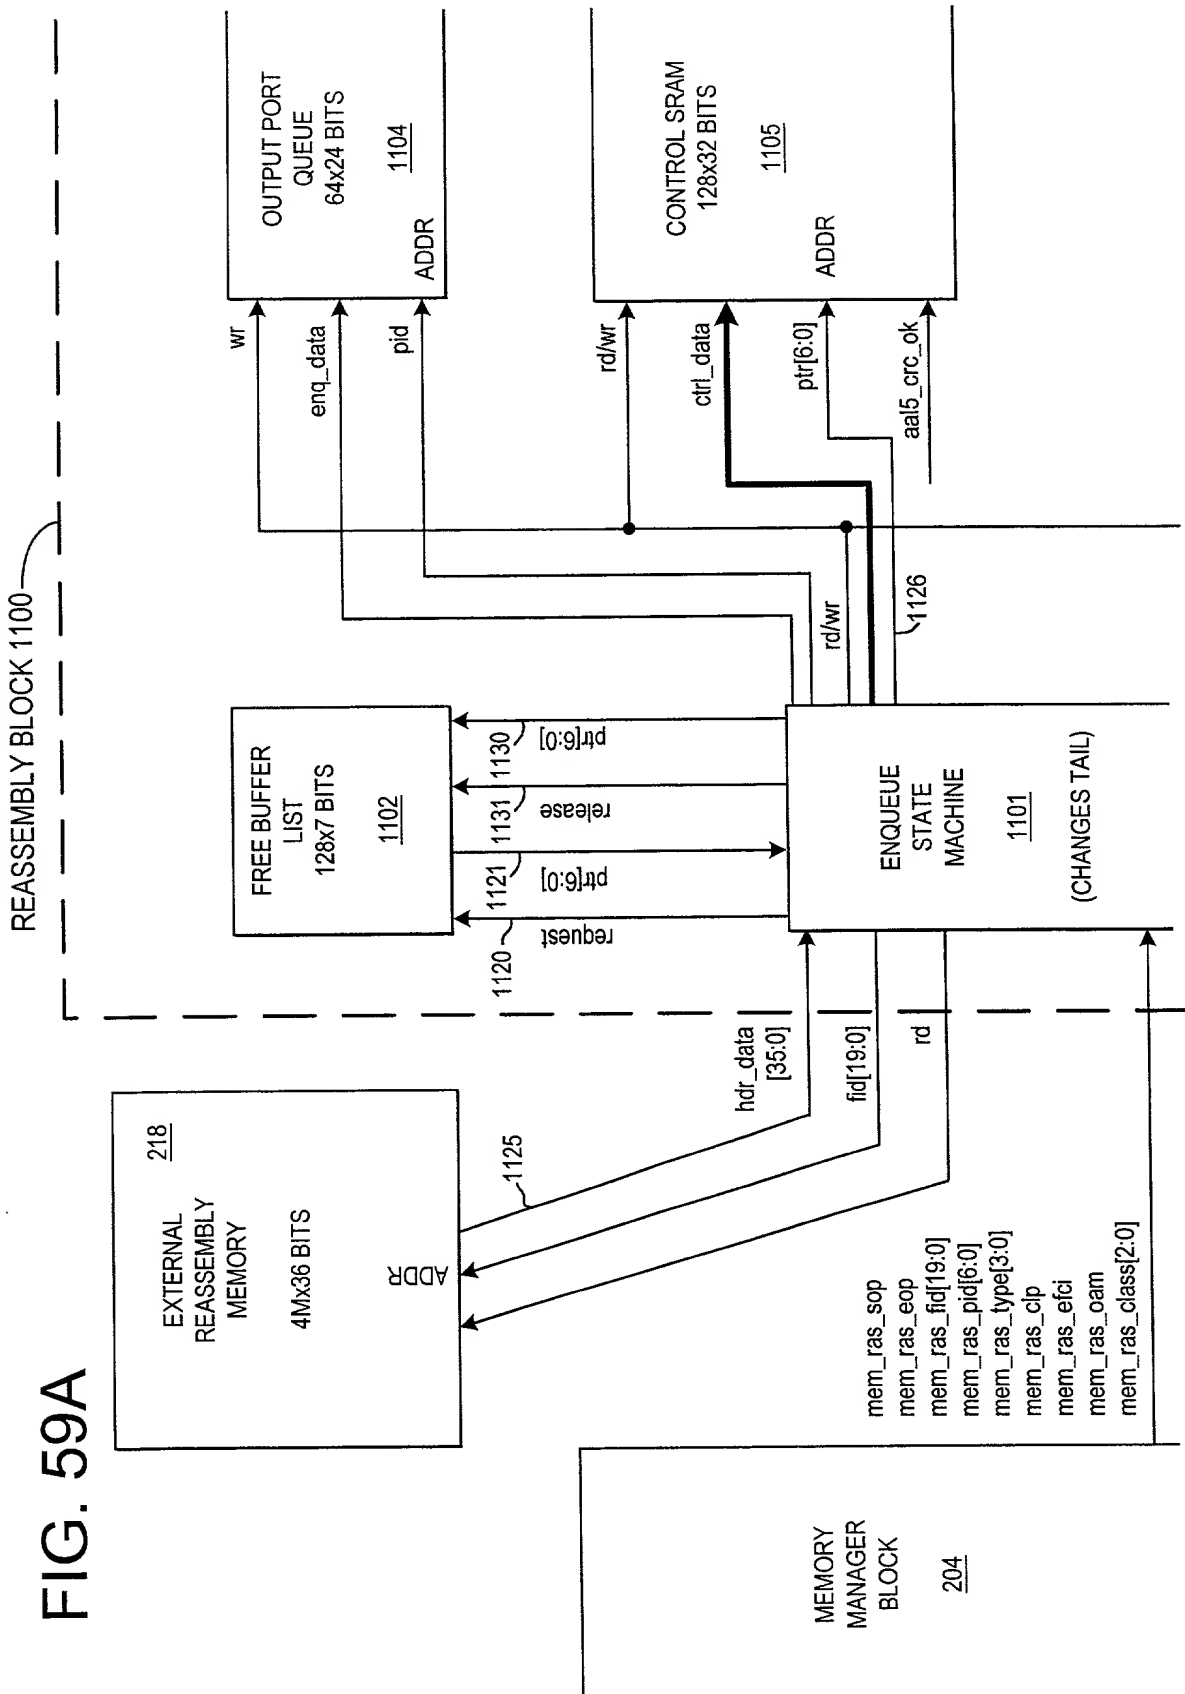 FIG. 59A
REASSEMBLY BLOCK 1100
EXTERNAL
REASSEMBLY
MEMORY
218
4Mx36 BITS
ADDR
1125
FREE BUFFER
LIST
128x7 BITS
1102
1120
request
1121
ptr[6:0]
1131
release
1130
ptr[6:0]
OUTPUT PORT
QUEUE
64x24 BITS
1104
ADDR
wr
enq_data
pid
CONTROL SRAM
128x32 BITS
1105
ADDR
rd/wr
ctrl_data
ptr[6:0]
aal5_crc_ok
hdr_data
[35:0]
fid[19:0]
rd
ENQUEUE
STATE
MACHINE
1101
(CHANGES TAIL)
rd/wr
1126
MEMORY
MANAGER
BLOCK
204
mem_ras_sop
mem_ras_eop
mem_ras_fid[19:0]
mem_ras_pid[6:0]
mem_ras_type[3:0]
mem_ras_clp
mem_ras_efci
mem_ras_oam
mem_ras_class[2:0]